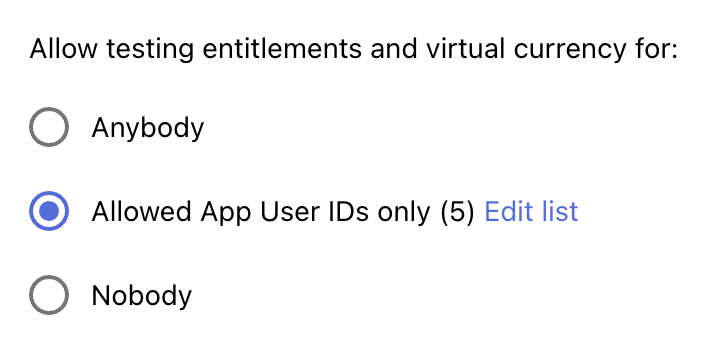 Allow testing entitlements and virtual currency for:
Anybody
Allowed App User IDs only (5) Edit list
Nobody